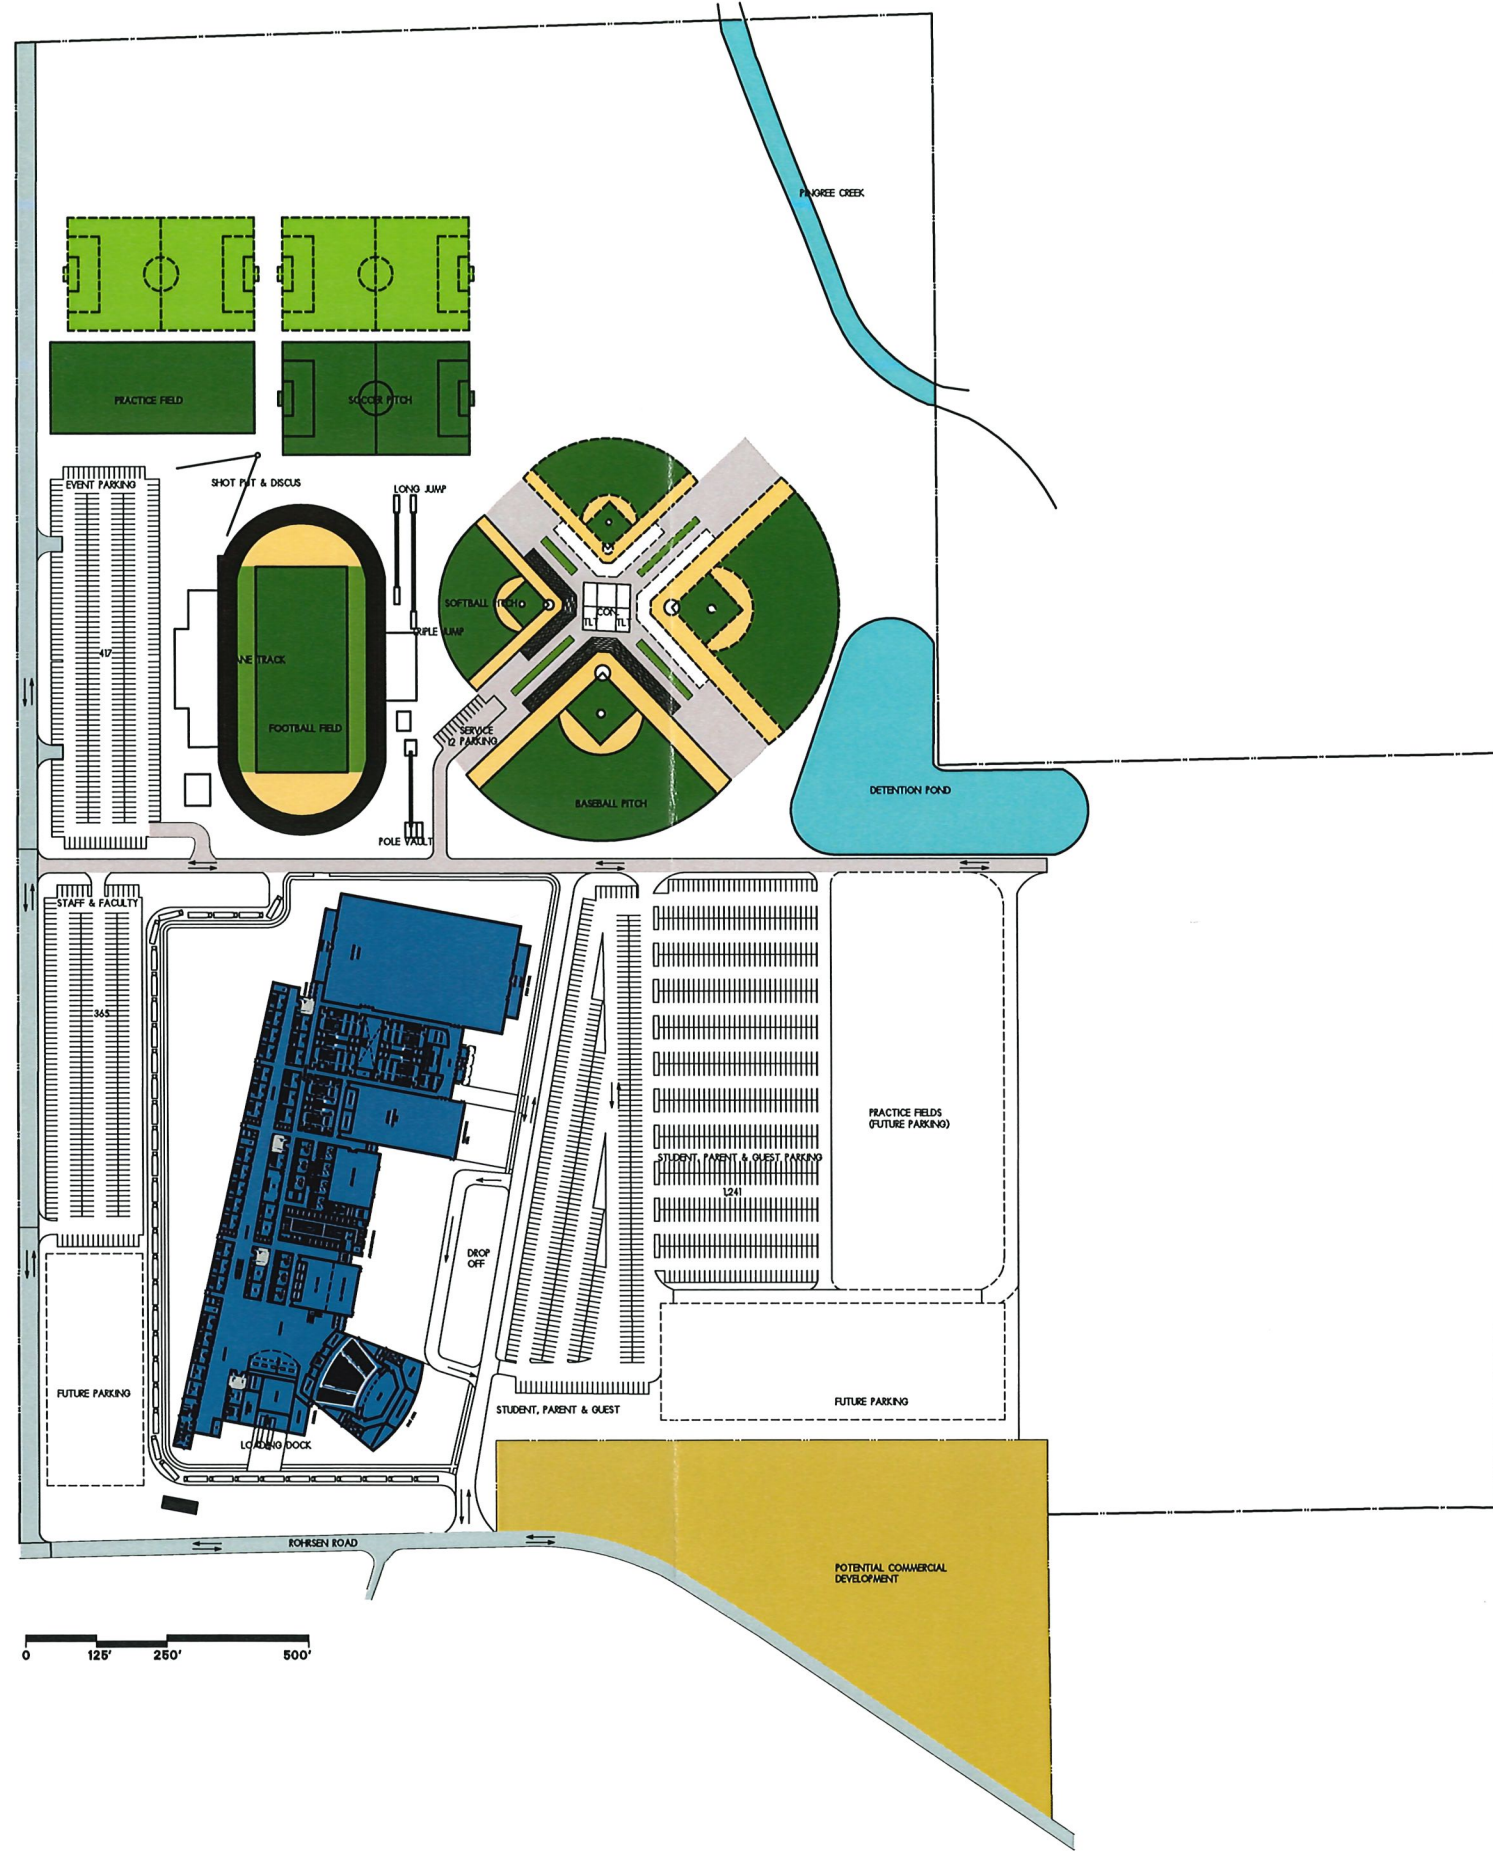 PINGREE CREEK
PRACTICE FIELD
SOCCER PITCH
EVENT PARKING
SHOT PUT & DISCUS
LONG JUMP
417
SOFTBALL PITCH
CON.
TLT
TLT
TRIPLE JUMP
TRACK
FOOTBALL FIELD
SERVICE
12 PARKING
BASEBALL PITCH
DETENTION POND
POLE VAULT
STAFF & FACULTY
365
PRACTICE FIELDS
(FUTURE PARKING)
STUDENT, PARENT & GUEST PARKING
1,241
DROP
OFF
FUTURE PARKING
FUTURE PARKING
STUDENT, PARENT & GUEST
LOADING DOCK
ROHRSEN ROAD
POTENTIAL COMMERCIAL
DEVELOPMENT
0 125' 250' 500'